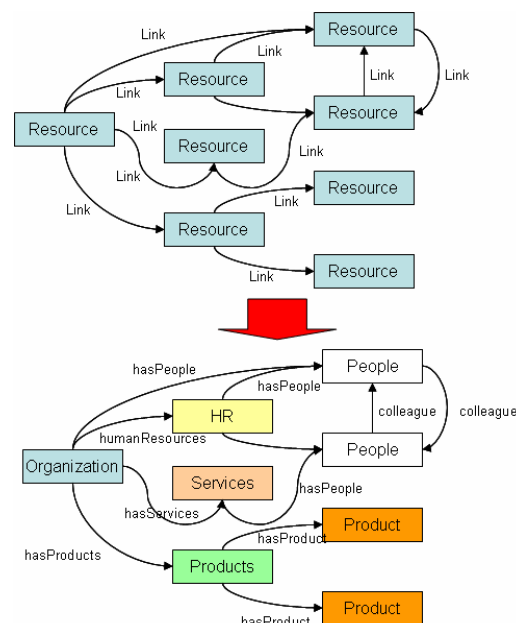 Resource
Link
Link
Resource
Link
Link
Link
Resource
Resource
Link
Resource
Link
Link
Resource
Link
Link
Resource
Resource
Link
Resource
hasPeople
People
hasPeople
HR
colleague
colleague
humanResources
People
Organization
Services
hasPeople
hasServices
Product
hasProduct
hasProducts
Products
Product
hasProduct